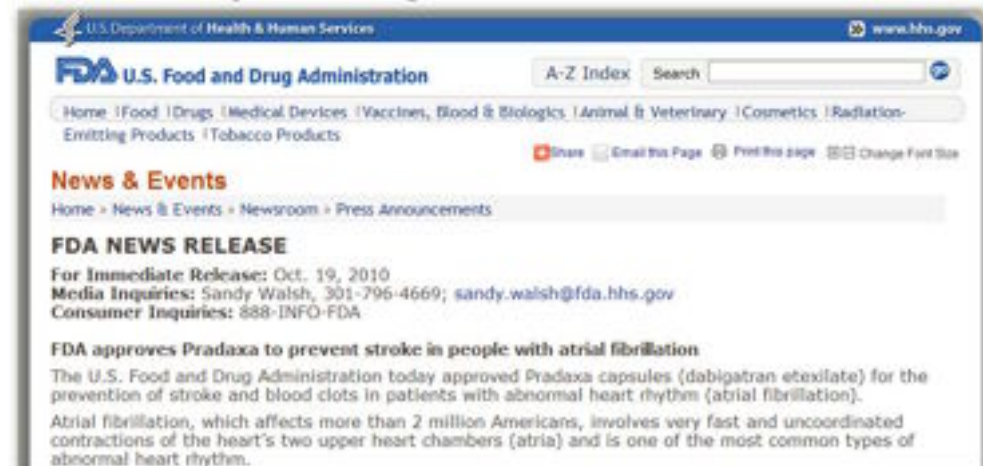 U.S. Department of Health & Human Services
www.hhs.gov
FDA U.S. Food and Drug Administration
A-Z Index Search
Home | Food | Drugs | Medical Devices | Vaccines, Blood & Biologics | Animal & Veterinary | Cosmetics | Radiation-
Emitting Products | Tobacco Products
Share Email this Page Print this page Change Font Size
News & Events
Home > News & Events > Newsroom > Press Announcements
FDA NEWS RELEASE
For Immediate Release: Oct. 19, 2010
Media Inquiries: Sandy Walsh, 301-796-4669; sandy.walsh@fda.hhs.gov
Consumer Inquiries: 888-INFO-FDA
FDA approves Pradaxa to prevent stroke in people with atrial fibrillation
The U.S. Food and Drug Administration today approved Pradaxa capsules (dabigatran etexilate) for the
prevention of stroke and blood clots in patients with abnormal heart rhythm (atrial fibrillation).
Atrial fibrillation, which affects more than 2 million Americans, involves very fast and uncoordinated
contractions of the heart's two upper heart chambers (atria) and is one of the most common types of
abnormal heart rhythm.